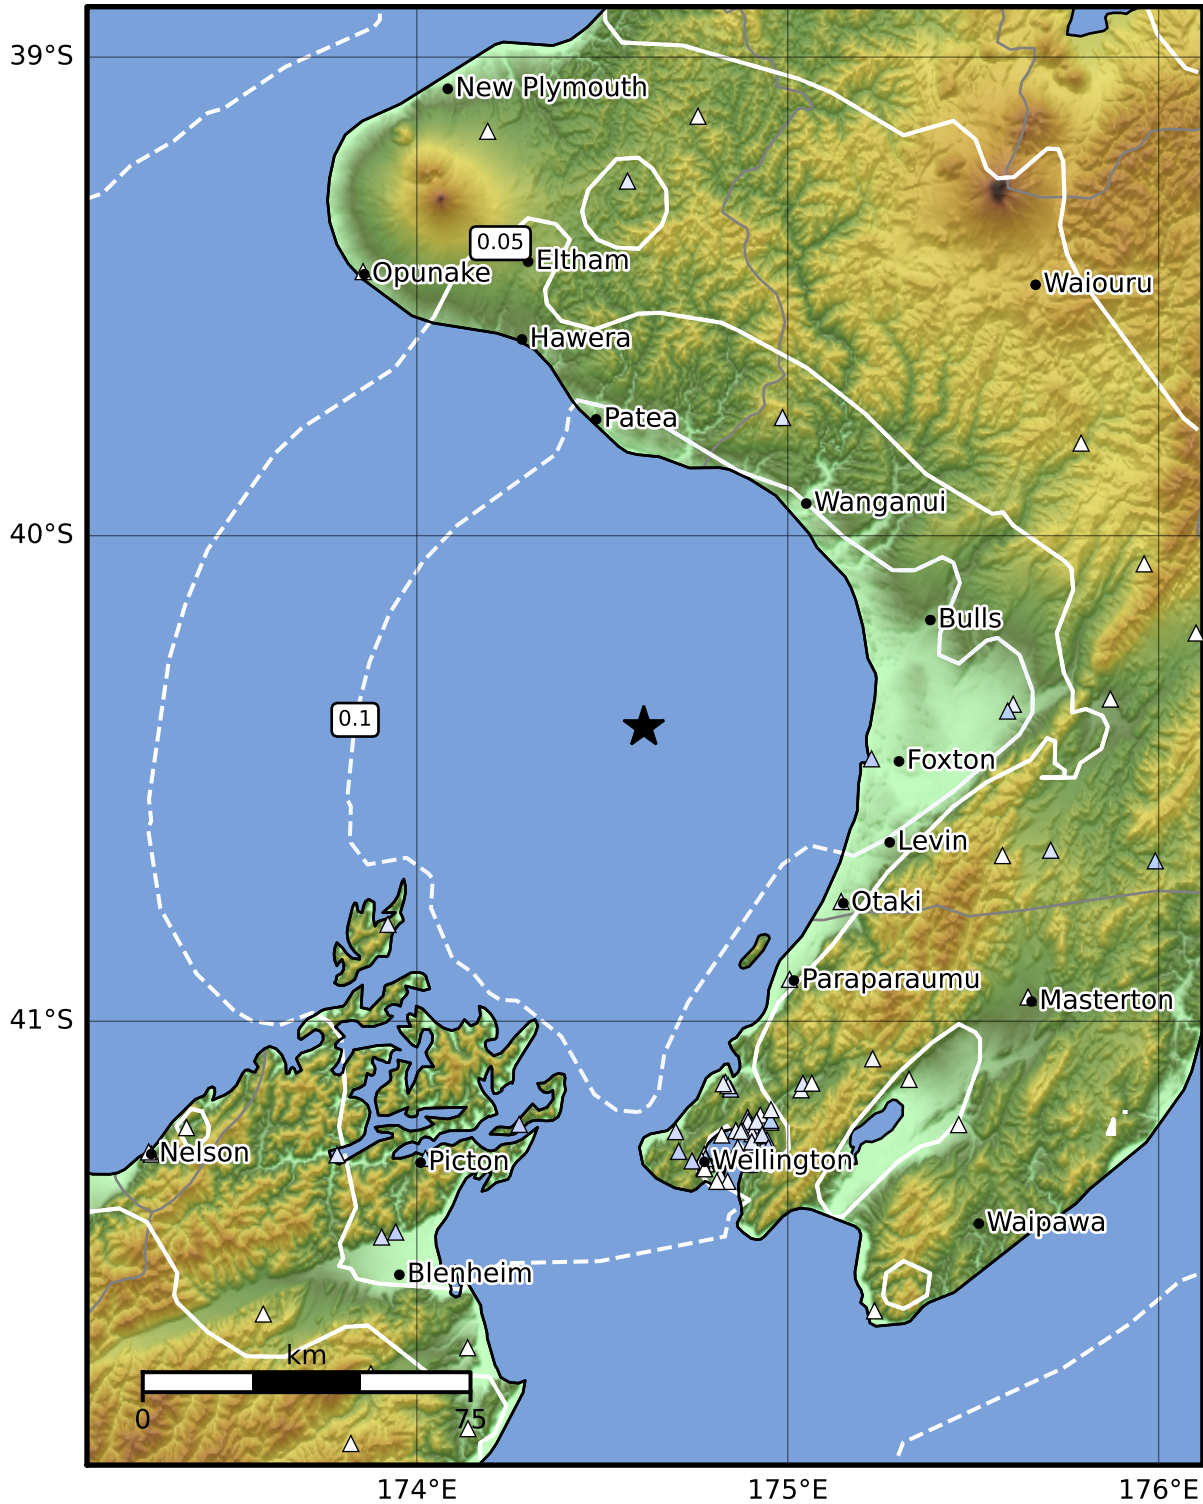 39°S
New Plymouth
0.05
Eltham
Opunake
Waiouru
Hawera
Patea
Wanganui
40°S
Bulls
0.1
Foxton
Levin
Otaki
Paraparaumu
Masterton
41°S
Nelson
Picton
Wellington
Waipawa
Blenheim
km
0
75
174°E
175°E
176°E